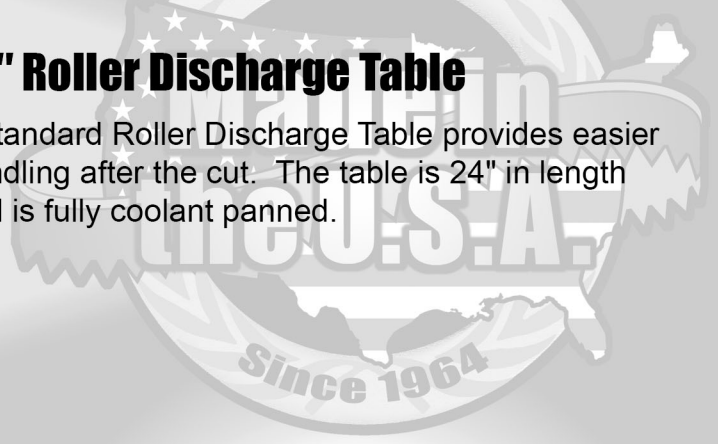 " Roller Discharge Table
tandard Roller Discharge Table provides easier
dling after the cut. The table is 24" in length
is fully coolant panned.
Made in
the U.S.A.
Since 1964